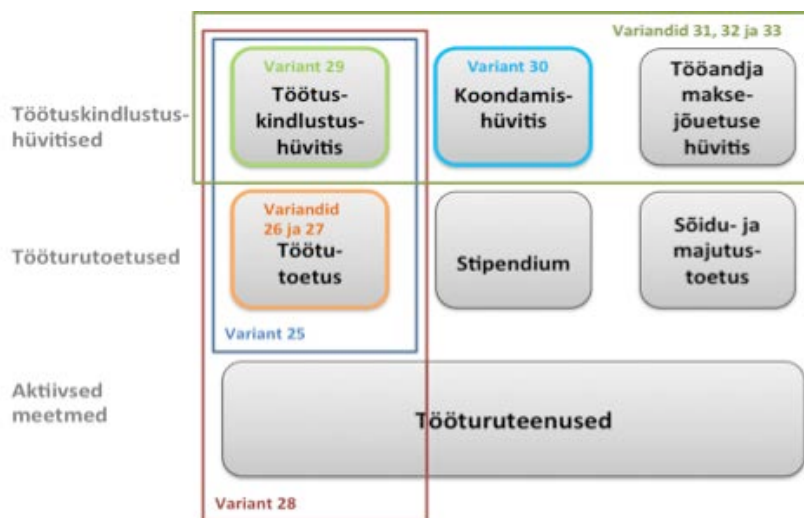 Variandid 31, 32 ja 33
Töötuskindlustus-
hüvitised
Variant 29
Töötus-
kindlustus-
hüvitis
Variant 30
Koondamis-
hüvitis
Tööandja
makse-
jõuetuse
hüvitis
Tööturutoetused
Variandid
26 ja 27
Töötu-
toetus
Stipendium
Sõidu- ja
majutus-
toetus
Variant 25
Aktiivsed
meetmed
Tööturuteenused
Variant 28